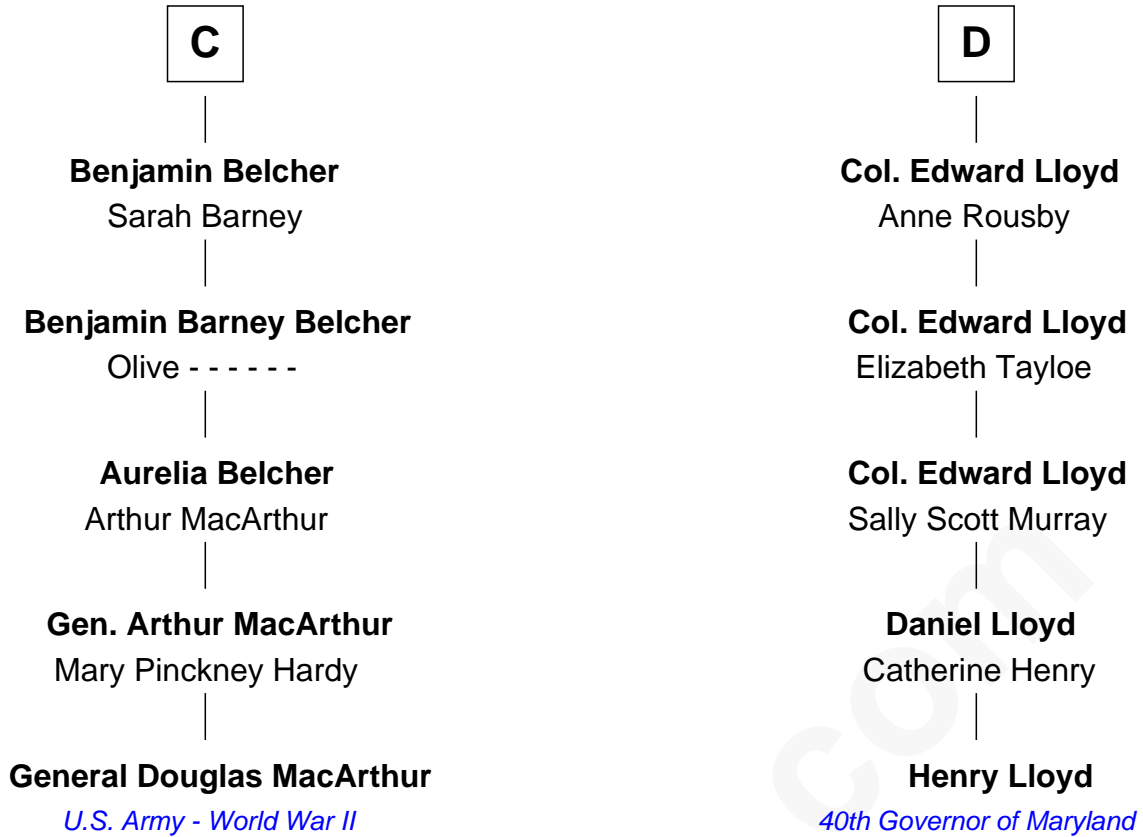 C
Benjamin Belcher
Sarah Barney
Benjamin Barney Belcher
Olive - - - - - -
Aurelia Belcher
Arthur MacArthur
Gen. Arthur MacArthur
Mary Pinckney Hardy
General Douglas MacArthur
U.S. Army - World War II
D
Col. Edward Lloyd
Anne Rousby
Col. Edward Lloyd
Elizabeth Tayloe
Col. Edward Lloyd
Sally Scott Murray
Daniel Lloyd
Catherine Henry
Henry Lloyd
40th Governor of Maryland
com